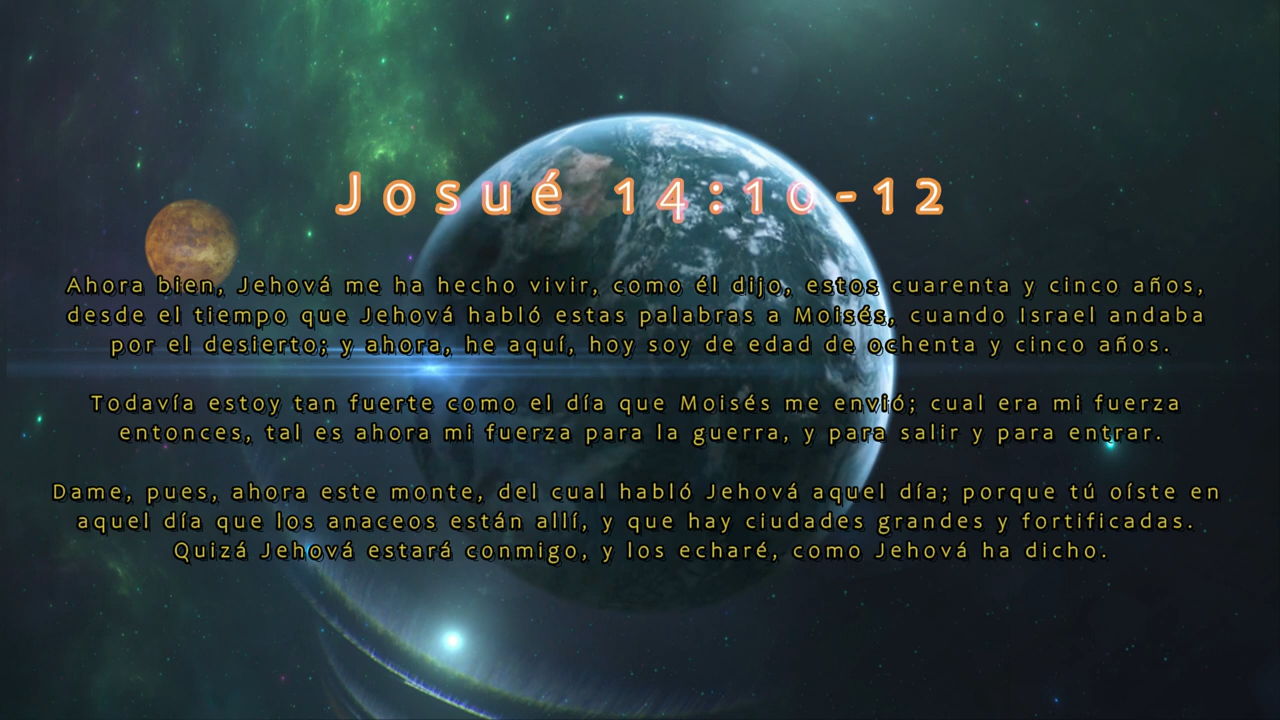 Josué 14:10-12
Ahora bien, Jehová me ha hecho vivir, como él dijo, estos cuarenta y cinco años,
desde el tiempo que Jehová habló estas palabras a Moisés, cuando Israel andaba
por el desierto; y ahora, he aquí, hoy soy de edad de ochenta y cinco años.
Todavía estoy tan fuerte como el día que Moisés me envió; cual era mi fuerza
entonces, tal es ahora mi fuerza para la guerra, y para salir y para entrar.
Dame, pues, ahora este monte, del cual habló Jehová aquel día; porque tú oíste en
aquel día que los anaceos están allí, y que hay ciudades grandes y fortificadas.
Quizá Jehová estará conmigo, y los echaré, como Jehová ha dicho.